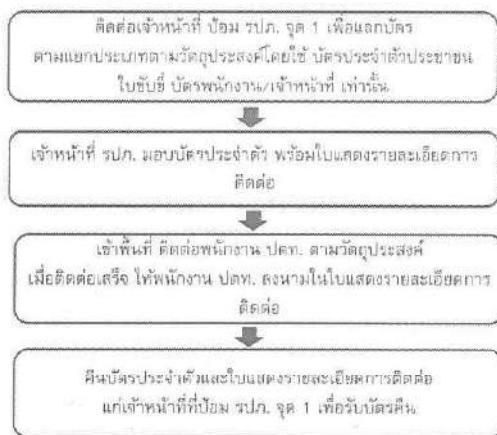 ติดต่อเจ้าหน้าที่ ป้อม รปภ. จุด 1 เพื่อแลกบัตร
ตามแยกประเภทตามวัตถุประสงค์โดยใช้ บัตรประจำตัวประชาชน
ใบขับขี่ บัตรพนักงาน/เจ้าหน้าที่ เท่านั้น
เจ้าหน้าที่ รปภ. มอบบัตรประจำตัว พร้อมใบแสดงรายละเอียดการ
ติดต่อ
เข้าพื้นที่ ติดต่อพนักงาน ปตท. ตามวัตถุประสงค์
เมื่อติดต่อเสร็จ ให้พนักงาน ปตท. ลงนามในใบแสดงรายละเอียดการ
ติดต่อ
คืนบัตรประจำตัวและใบแสดงรายละเอียดการติดต่อ
แก่เจ้าหน้าที่ที่ป้อม รปภ. จุด 1 เพื่อรับบัตรคืน